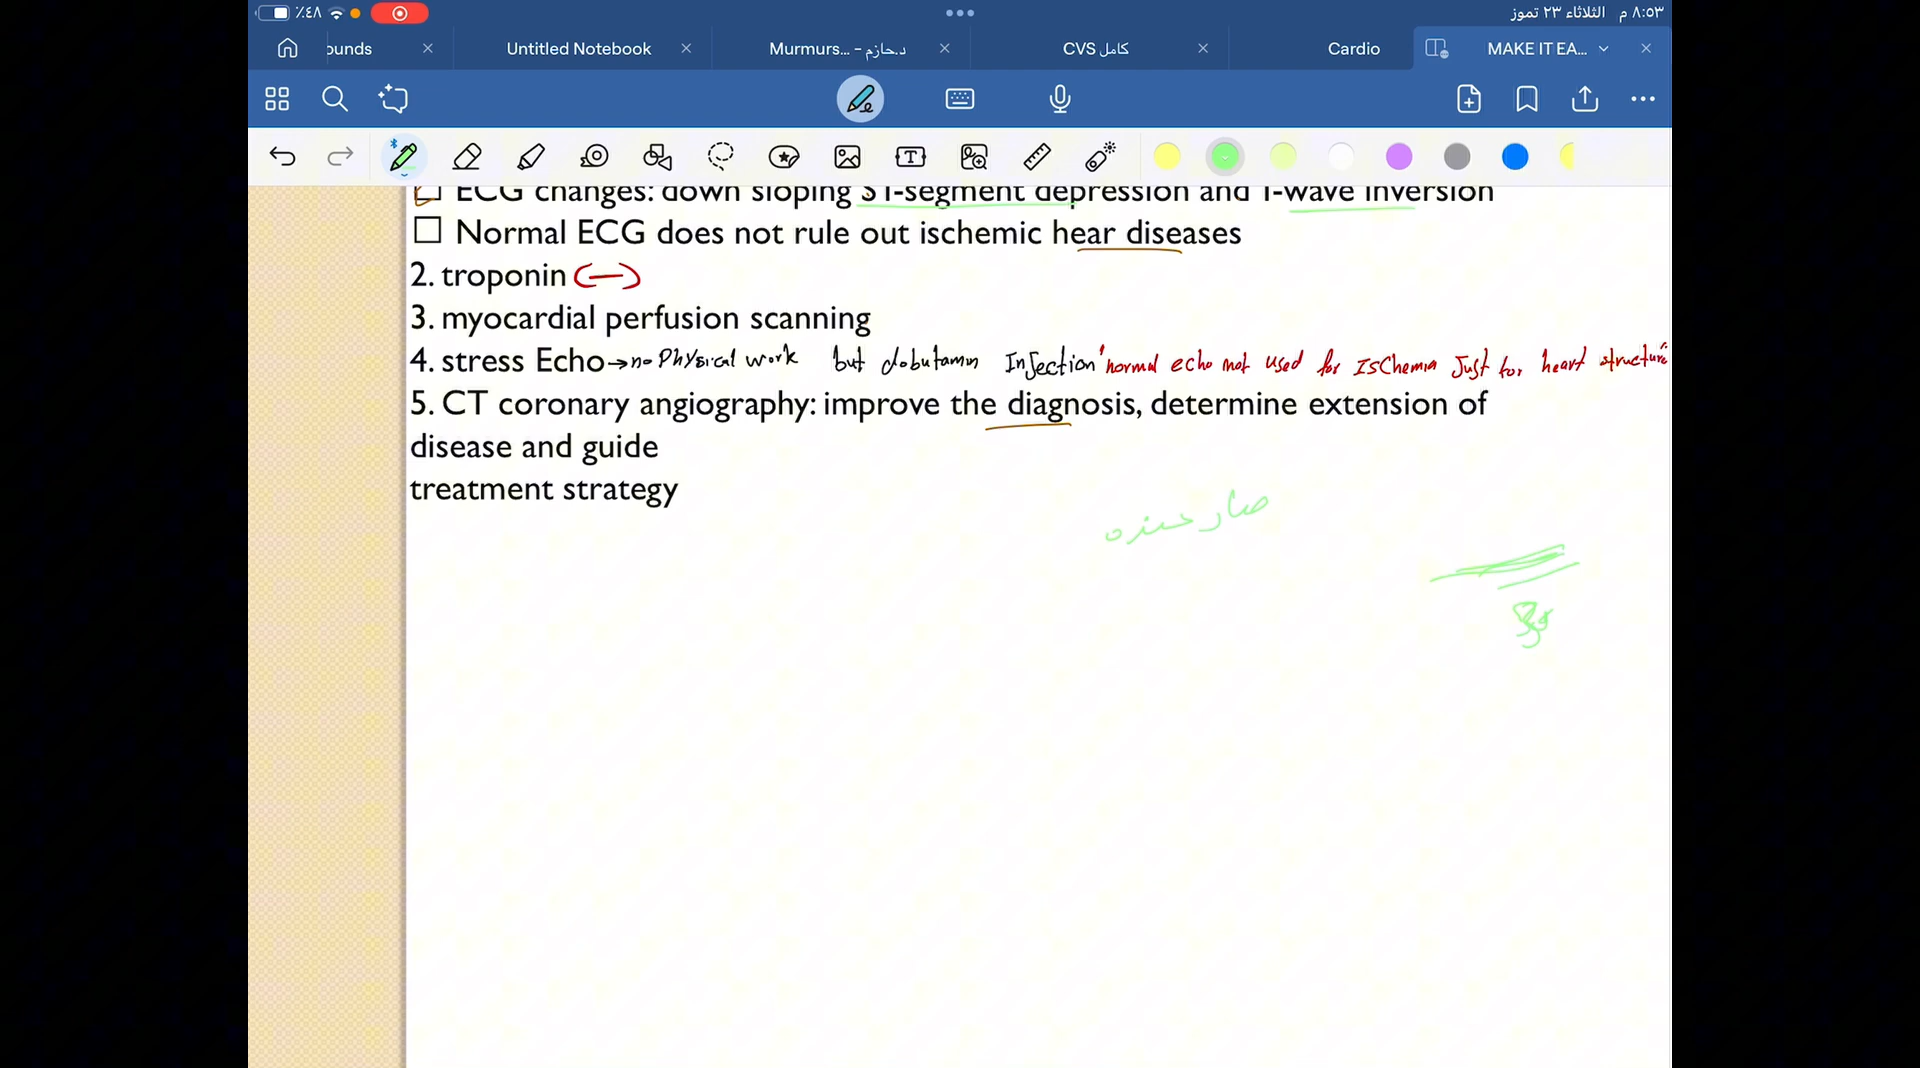 ٪٤٨
٨:٥٣ م الثلاثاء ٢٣ تموز
ounds
Untitled Notebook
Murmurs... – د.حازم
CVS كامل
Cardio
MAKE IT EA...
ECG changes: down sloping ST-segment depression and T-wave inversion
Normal ECG does not rule out ischemic hear diseases
2. troponin (—)
3. myocardial perfusion scanning
4. stress Echo → no Physical work but dobutamin Injection "normal echo not used for Ischemia Just for heart structure"
5. CT coronary angiography: improve the diagnosis, determine extension of
disease and guide
treatment strategy
صار